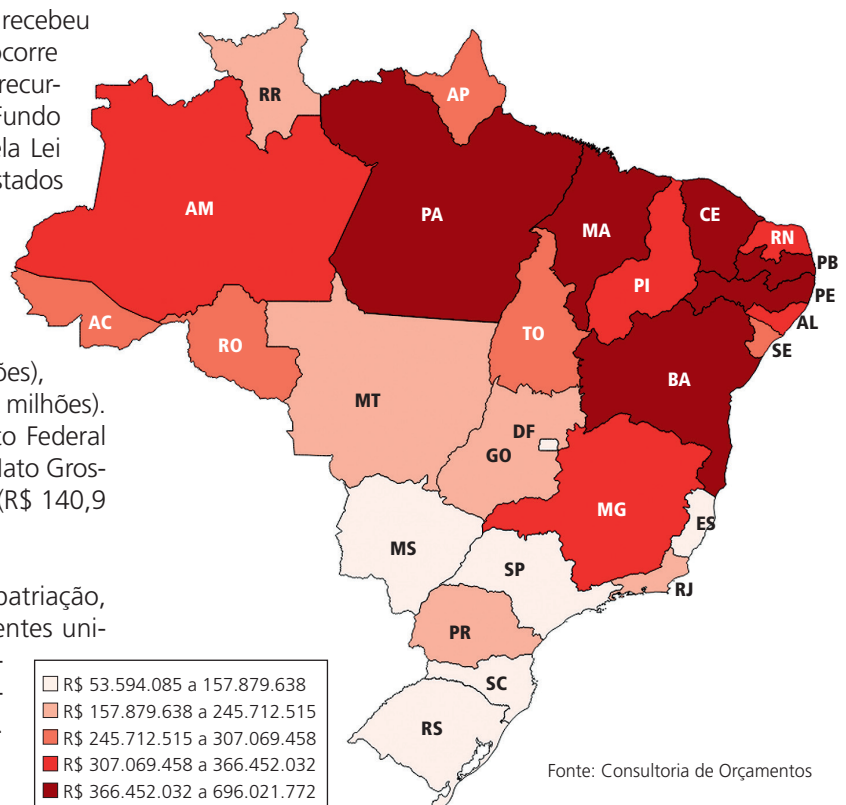 recebeu
ocorre
recur-
Fundo
ela Lei
stados
ões),
milhões).
to Federal
Mato Gros-
(R$ 140,9
patriação,
entes uni-
RR
AP
AM
PA
MA
CE
RN
PB
PI
PE
AL
SE
AC
RO
TO
BA
MT
DF
GO
MG
ES
MS
SP
RJ
PR
SC
RS
R$ 53.594.085 a 157.879.638
R$ 157.879.638 a 245.712.515
R$ 245.712.515 a 307.069.458
R$ 307.069.458 a 366.452.032
R$ 366.452.032 a 696.021.772
Fonte: Consultoria de Orçamentos